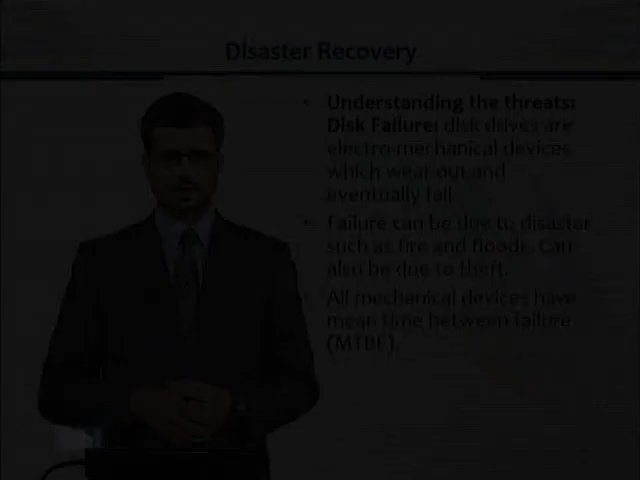 Disaster Recovery
• Understanding the threats:
Disk Failure: disk drives are
electro-mechanical devices
which wear out and
eventually fail.
• Failure can be due to disaster
such as fire and floods. Can
also be due to theft.
• All mechanical devices have
mean time between failure
(MTBF).